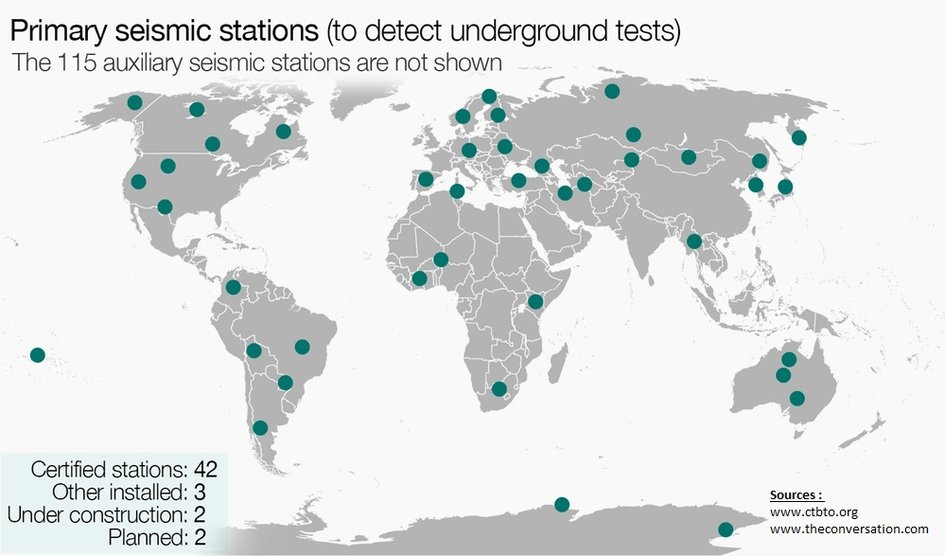 Primary seismic stations (to detect underground tests)
The 115 auxiliary seismic stations are not shown
Certified stations: 42
Other installed: 3
Under construction: 2
Planned: 2
Sources :
www.ctbto.org
www.theconversation.com